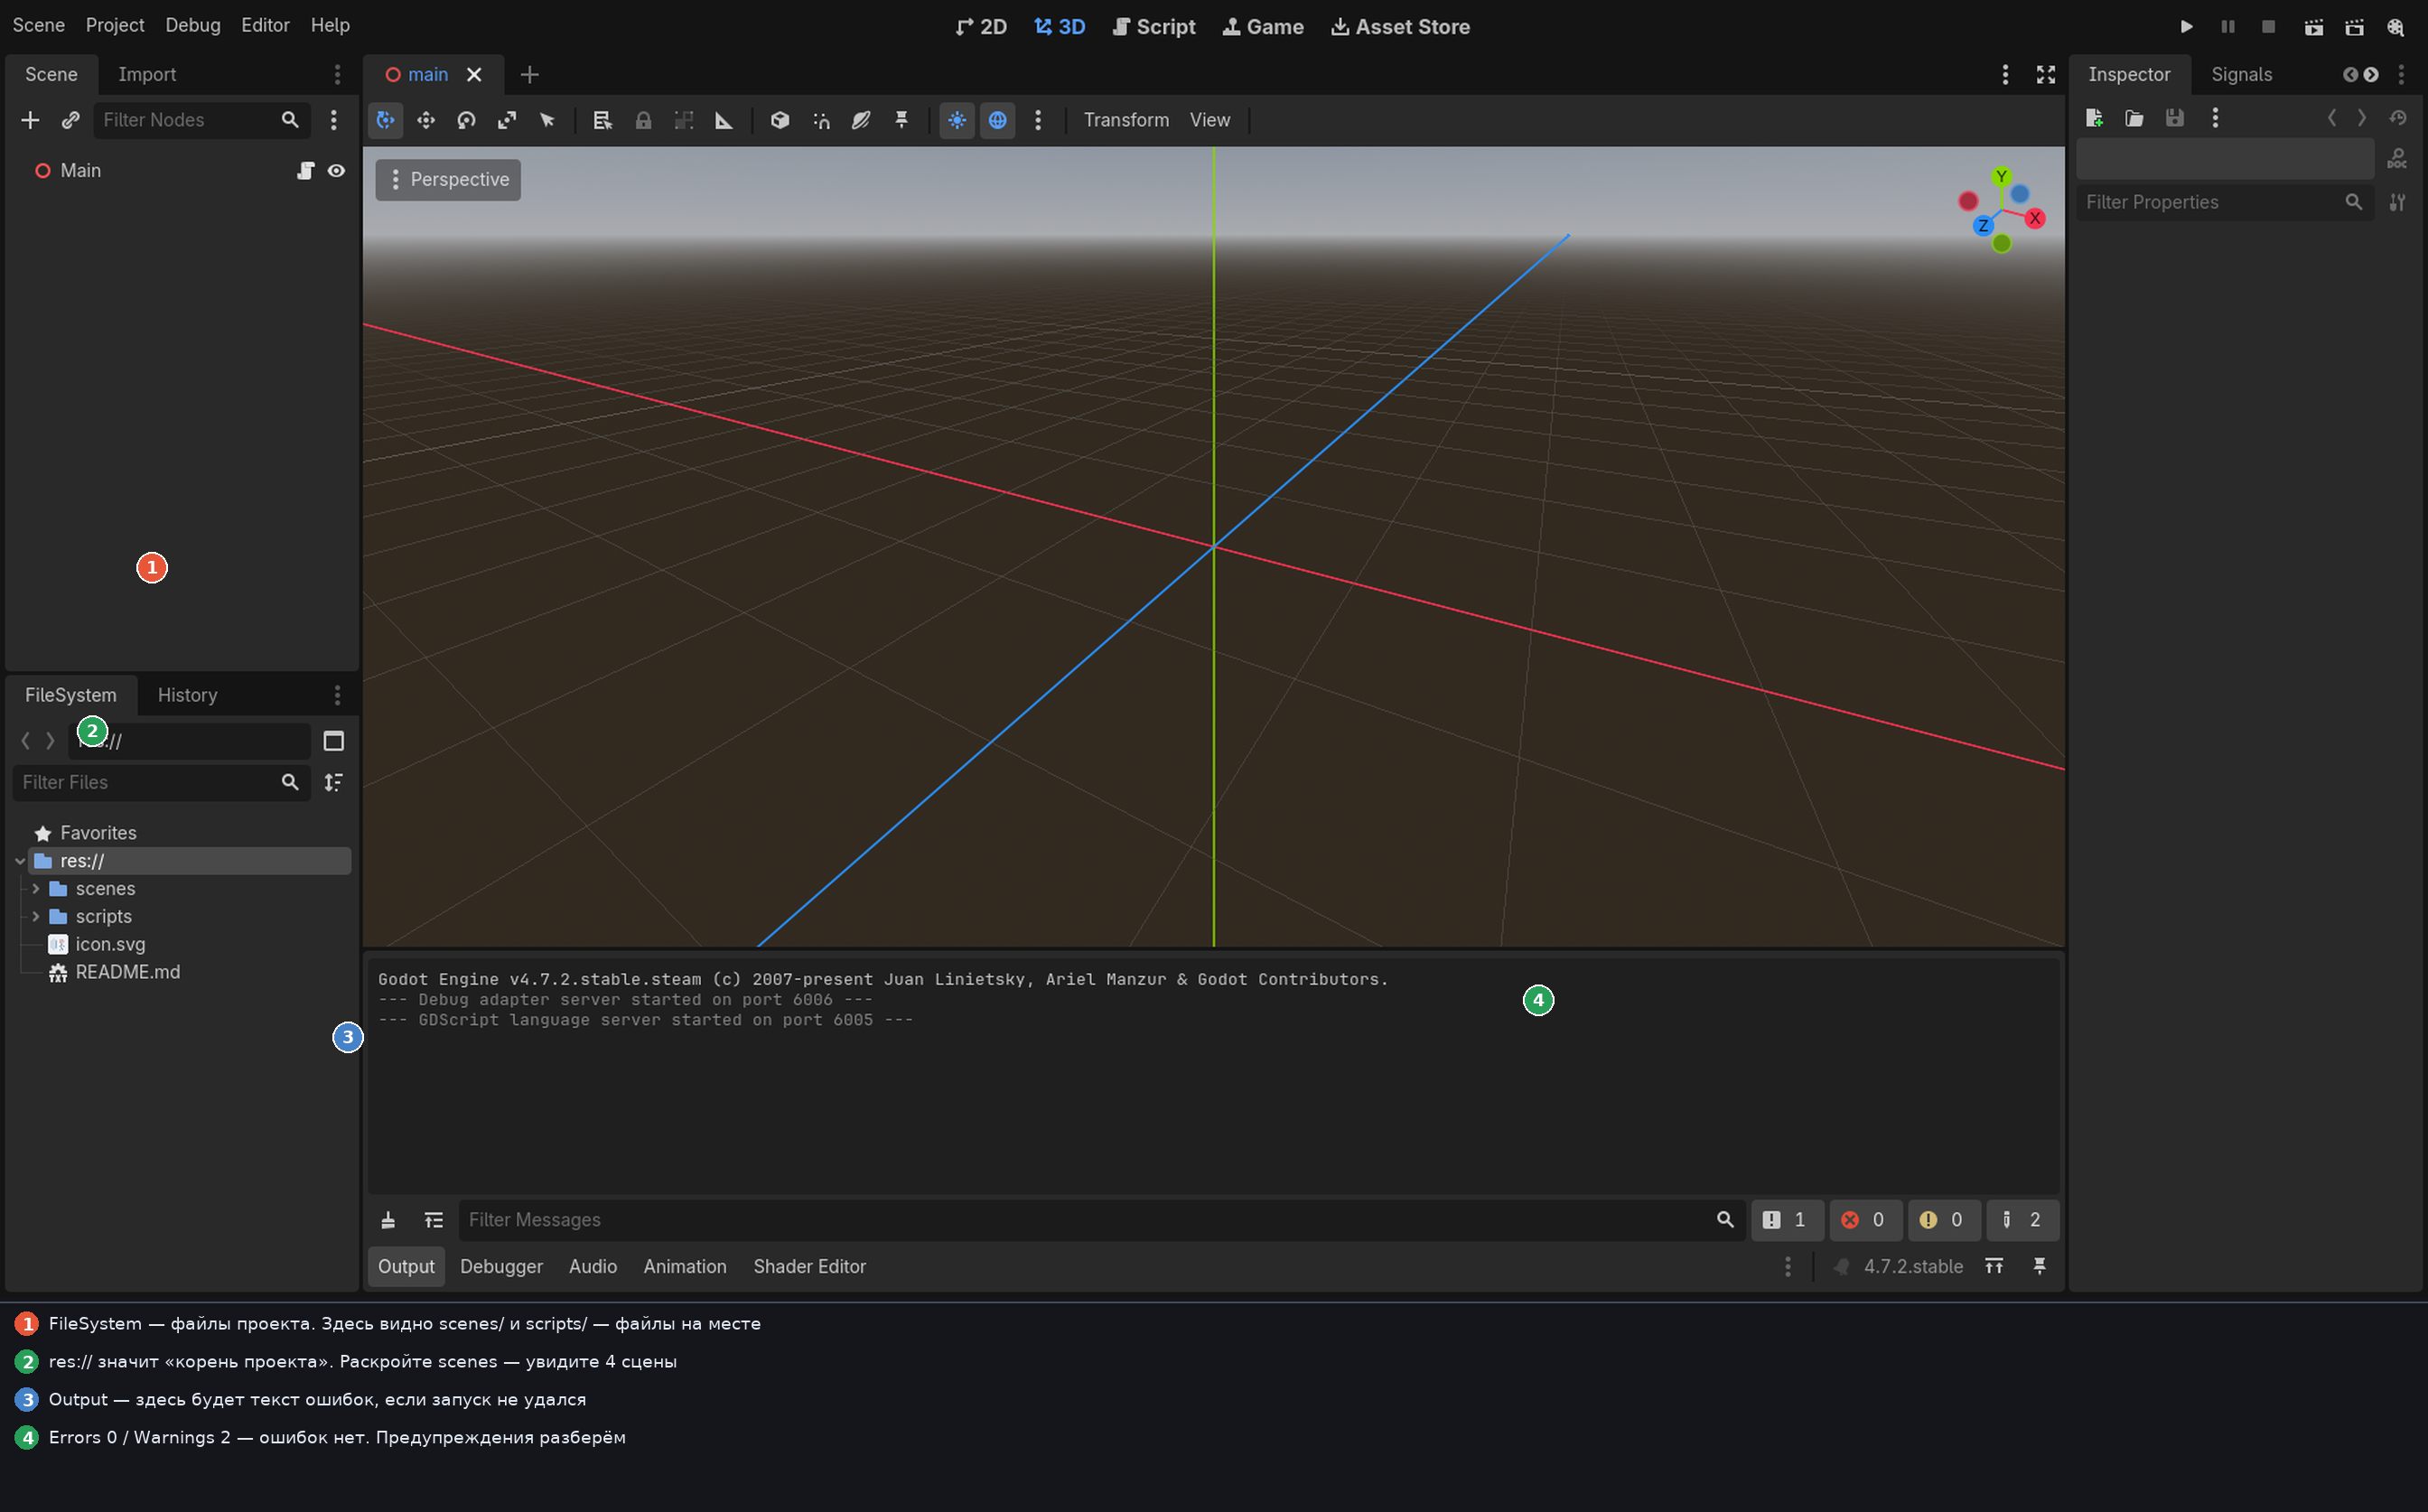 Scene Project Debug Editor Help
2D 3D Script Game Asset Store
Scene Import
main
Inspector Signals
Filter Nodes
Transform View
Main
Perspective
Y
X
Z
DOC
Filter Properties
1
FileSystem History
2
://
Filter Files
Favorites
res://
scenes
scripts
icon.svg
README.md
3
Godot Engine v4.7.2.stable.steam (c) 2007-present Juan Linietsky, Ariel Manzur & Godot Contributors.
--- Debug adapter server started on port 6006 ---
--- GDScript language server started on port 6005 ---
4
Filter Messages 1 0 0 2
Output Debugger Audio Animation Shader Editor 4.7.2.stable
1 FileSystem — файлы проекта. Здесь видно scenes/ и scripts/ — файлы на месте
2 res:// значит «корень проекта». Раскройте scenes — увидите 4 сцены
3 Output — здесь будет текст ошибок, если запуск не удался
4 Errors 0 / Warnings 2 — ошибок нет. Предупреждения разберём